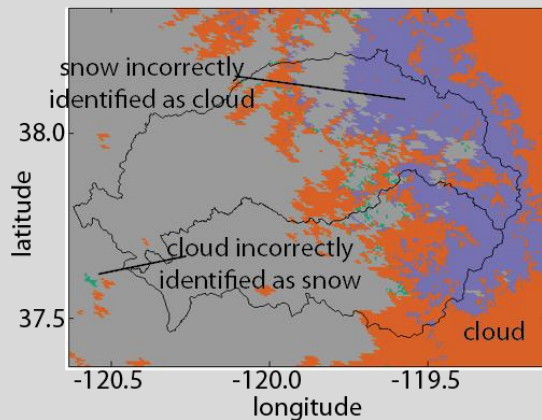 snow incorrectly
identified as cloud
38.0
latitude
cloud incorrectly
identified as snow
37.5
cloud
-120.5
-120.0
-119.5
longitude